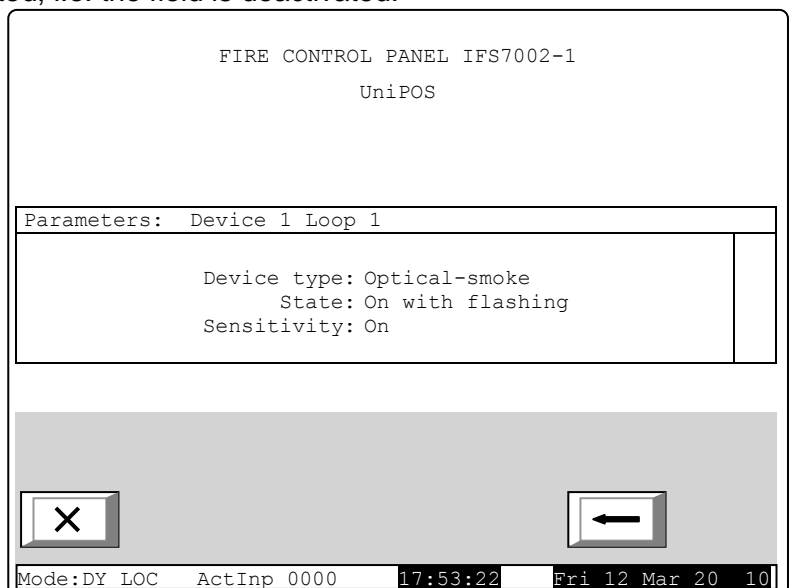 the field is deactivated.
FIRE CONTROL PANEL IFS7002-1
UniPOS
Parameters: Device 1 Loop 1
Device type: Optical-smoke
State: On with flashing
Sensitivity: On
Mode:DY LOC ActInp 0000 17:53:22 Fri 12 Mar 20 10